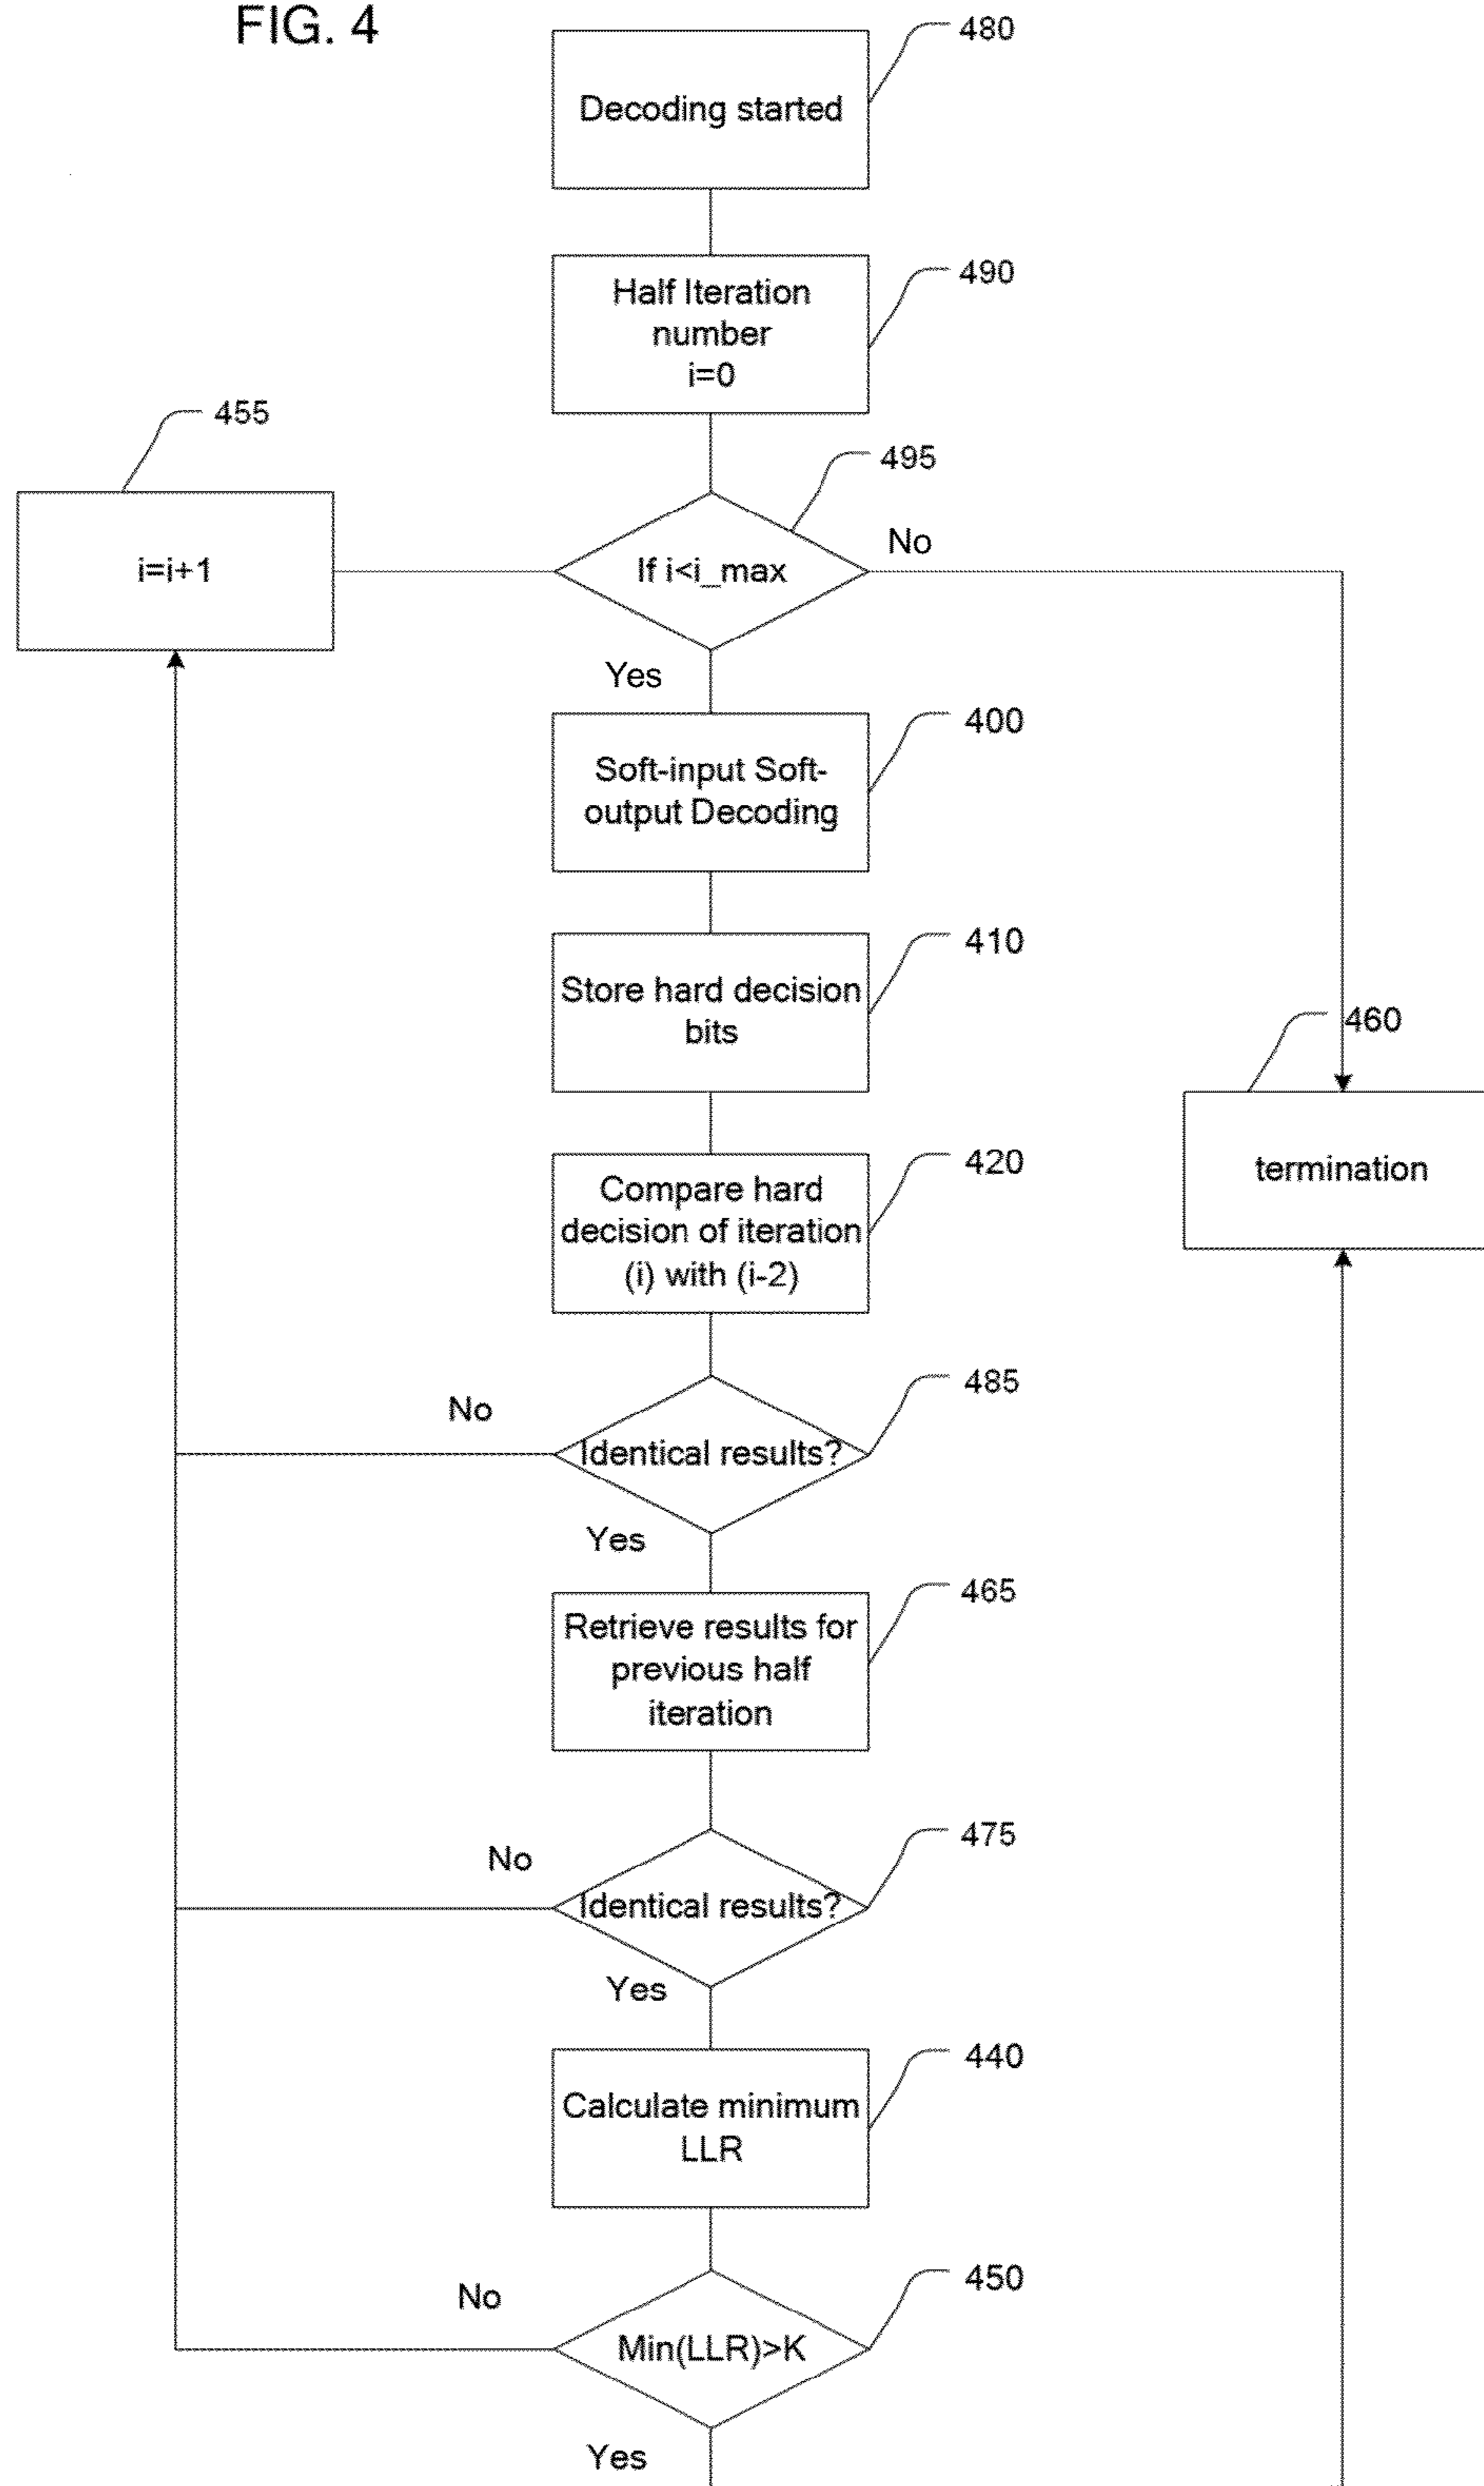 FIG. 4
480
Decoding started
490
Half Iteration
number
i=0
455
495
i=i+1
If i<i_max
No
Yes
400
Soft-input Soft-
output Decoding
410
Store hard decision
bits
460
420
Compare hard
decision of iteration
(i) with (i-2)
termination
485
No
Identical results?
Yes
465
Retrieve results for
previous half
iteration
475
No
Identical results?
Yes
440
Calculate minimum
LLR
450
No
Min(LLR)>K
Yes